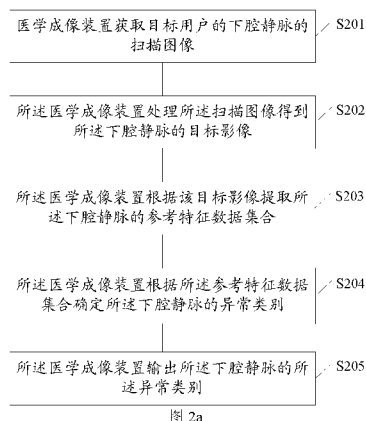 医学成像装置获取目标用户的下腔静脉的
扫描图像
S201
所述医学成像装置处理所述扫描图像得到
所述下腔静脉的目标影像
S202
所述医学成像装置根据该目标影像提取所
述下腔静脉的参考特征数据集合
S203
所述医学成像装置根据所述参考特征数据
集合确定所述下腔静脉的异常类别
S204
所述医学成像装置输出所述下腔静脉的所
述异常类别
S205
图 2a